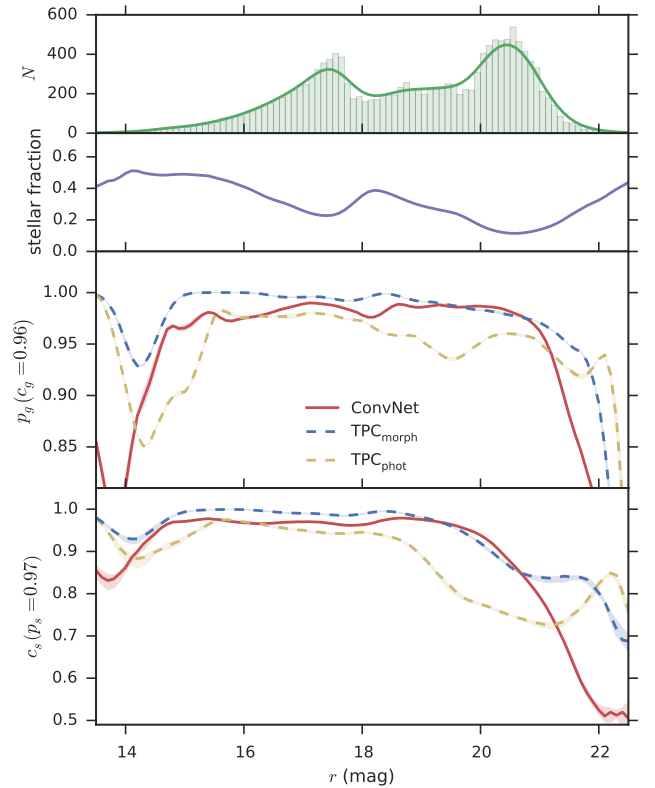 600
400
200
0
N
0.6
0.4
0.2
0.0
stellar fraction
1.00
0.95
0.90
0.85
p_g(c_g=0.96)
ConvNet
TPC_morph
TPC_phot
1.0
0.9
0.8
0.7
0.6
0.5
c_s(p_s=0.97)
14 16 18 20 22
r (mag)